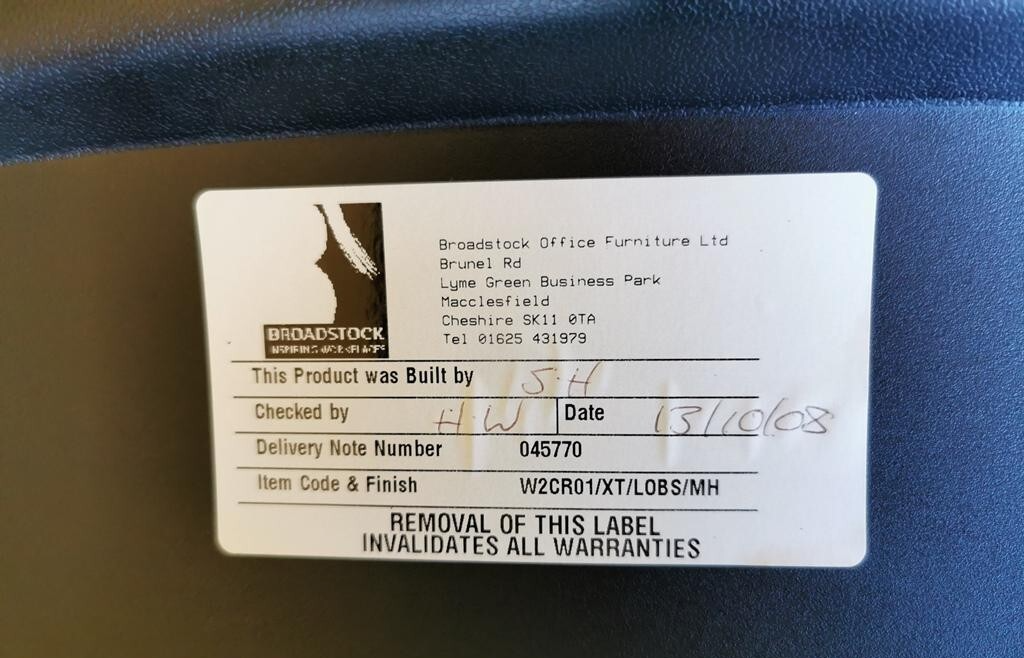 Broadstock Office Furniture Ltd
Brunel Rd
Lyme Green Business Park
Macclesfield
Cheshire SK11 0TA
Tel 01625 431979
BROADSTOCK
INSPIRING WORKPLACES
This Product was Built by S.H
Checked by H.W Date 13/10/08
Delivery Note Number 045770
Item Code & Finish W2CR01/XT/LOBS/MH
REMOVAL OF THIS LABEL
INVALIDATES ALL WARRANTIES